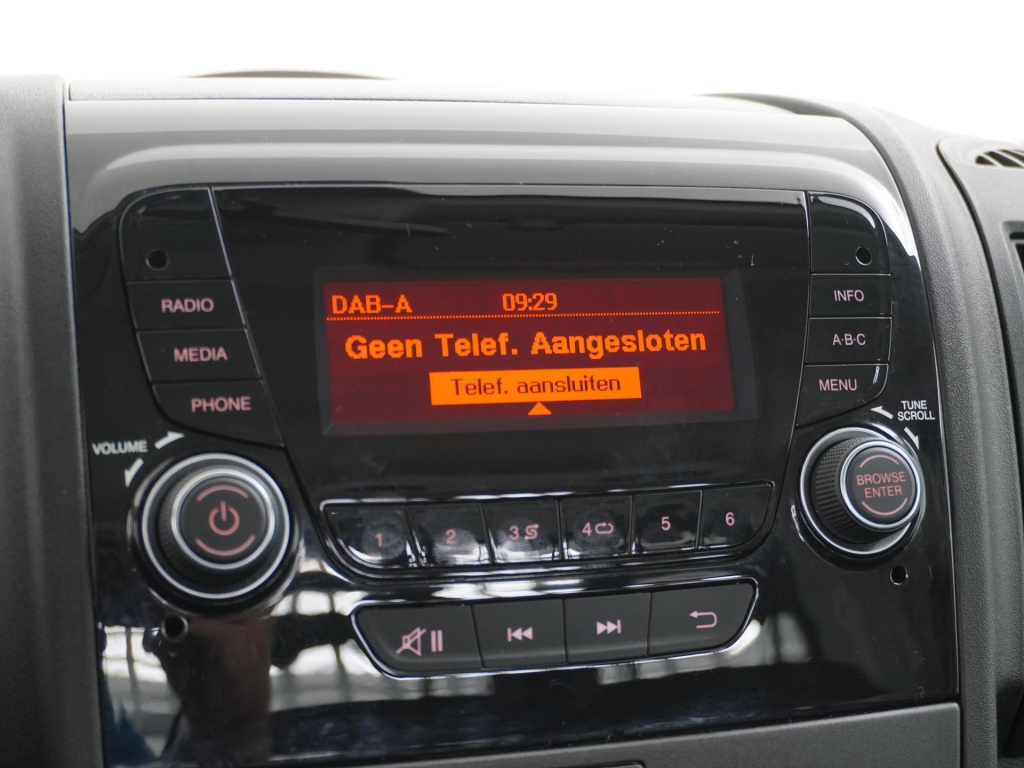 DAB-A 09:29
Geen Telef. Aangesloten
Telef. aansluiten
RADIO
MEDIA
PHONE
VOLUME
INFO
A·B·C
MENU
TUNE
SCROLL
BROWSE
ENTER
1 2 3 4 5 6